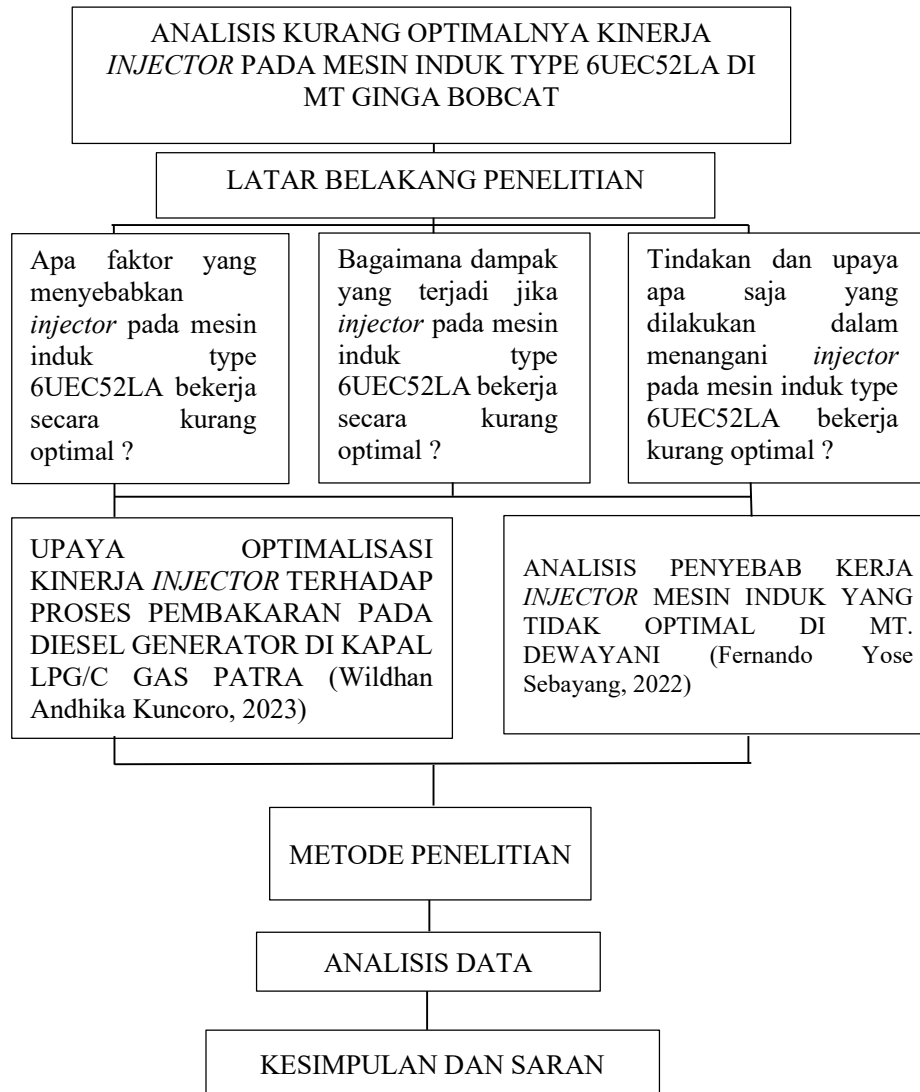 ANALISIS KURANG OPTIMALNYA KINERJA
INJECTOR PADA MESIN INDUK TYPE 6UEC52LA DI
MT GINGA BOBCAT
LATAR BELAKANG PENELITIAN
Apa faktor yang
menyebabkan
injector pada mesin
induk type
6UEC52LA bekerja
secara kurang
optimal ?
Bagaimana dampak
yang terjadi jika
injector pada mesin
induk type
6UEC52LA bekerja
secara kurang
optimal ?
Tindakan dan upaya
apa saja yang
dilakukan dalam
menangani injector
pada mesin induk type
6UEC52LA bekerja
kurang optimal ?
UPAYA OPTIMALISASI
KINERJA INJECTOR TERHADAP
PROSES PEMBAKARAN PADA
DIESEL GENERATOR DI KAPAL
LPG/C GAS PATRA (Wildhan
Andhika Kuncoro, 2023)
ANALISIS PENYEBAB KERJA
INJECTOR MESIN INDUK YANG
TIDAK OPTIMAL DI MT.
DEWAYANI (Fernando Yose
Sebayang, 2022)
METODE PENELITIAN
ANALISIS DATA
KESIMPULAN DAN SARAN